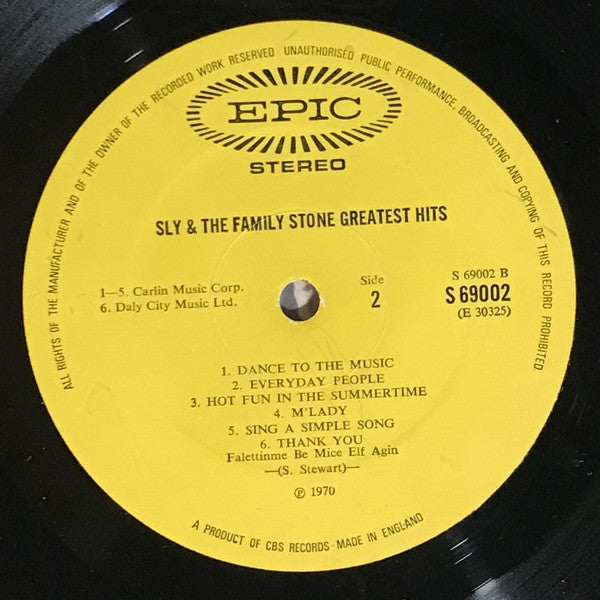 ALL RIGHTS OF THE MANUFACTURER AND OF THE OWNER OF THE RECORDED WORK RESERVED UNAUTHORISED PUBLIC PERFORMANCE, BROADCASTING AND COPYING OF THIS RECORD PROHIBITED.
EPIC
STEREO
SLY & THE FAMILY STONE GREATEST HITS
1—5. Carlin Music Corp.
6. Daly City Music Ltd.
Side
2
S 69002 B
S 69002
(E 30325)
1. DANCE TO THE MUSIC
2. EVERYDAY PEOPLE
3. HOT FUN IN THE SUMMERTIME
4. M'LADY
5. SING A SIMPLE SONG
6. THANK YOU
Falettinme Be Mice Elf Agin
—(S. Stewart)—
℗ 1970
A PRODUCT OF CBS RECORDS · MADE IN ENGLAND